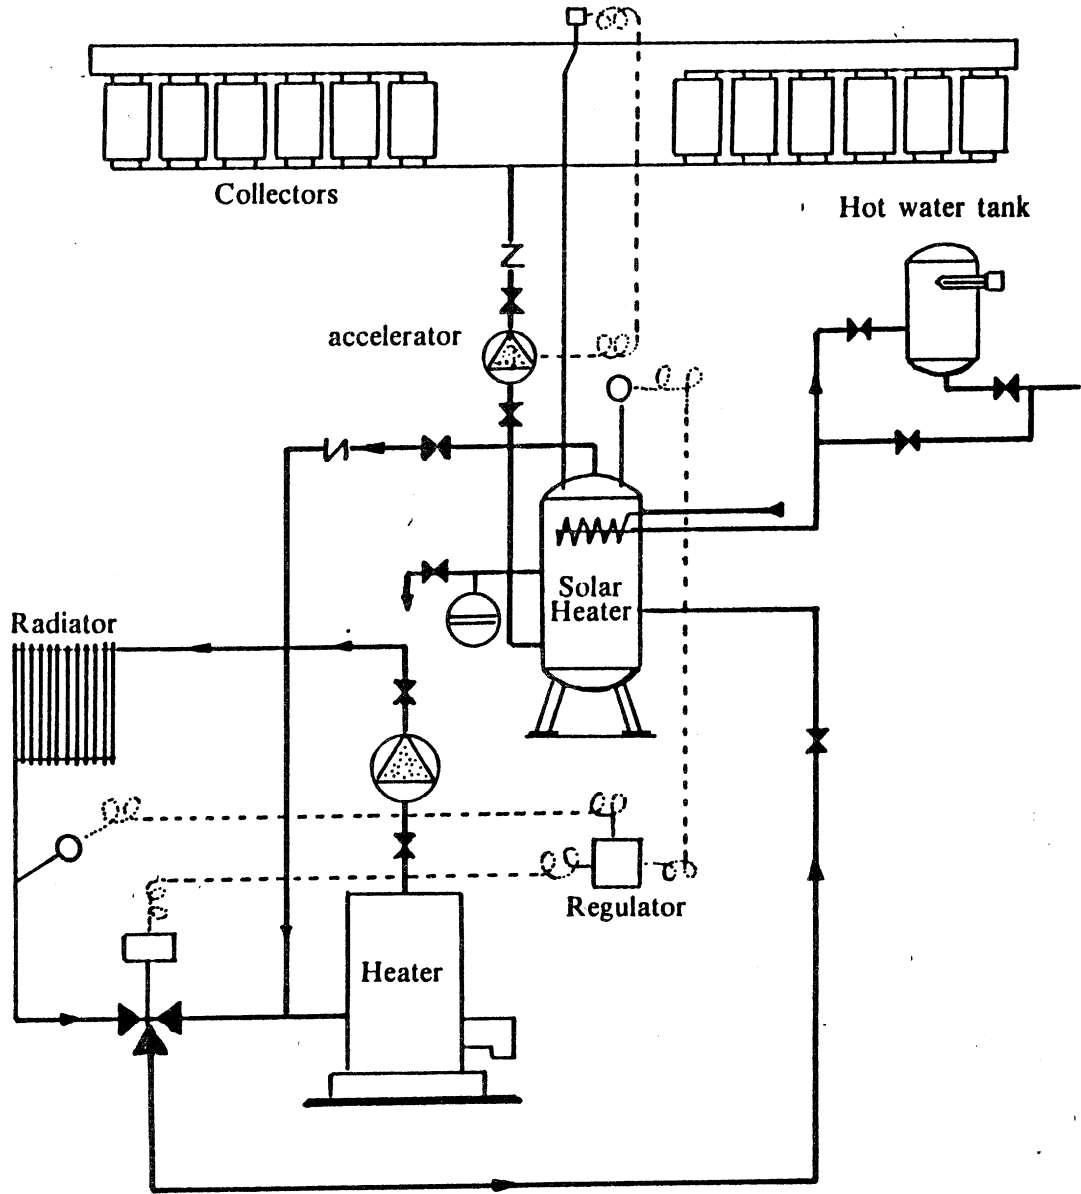 Collectors
Hot water tank
accelerator
Solar
Heater
Radiator
Regulator
Heater